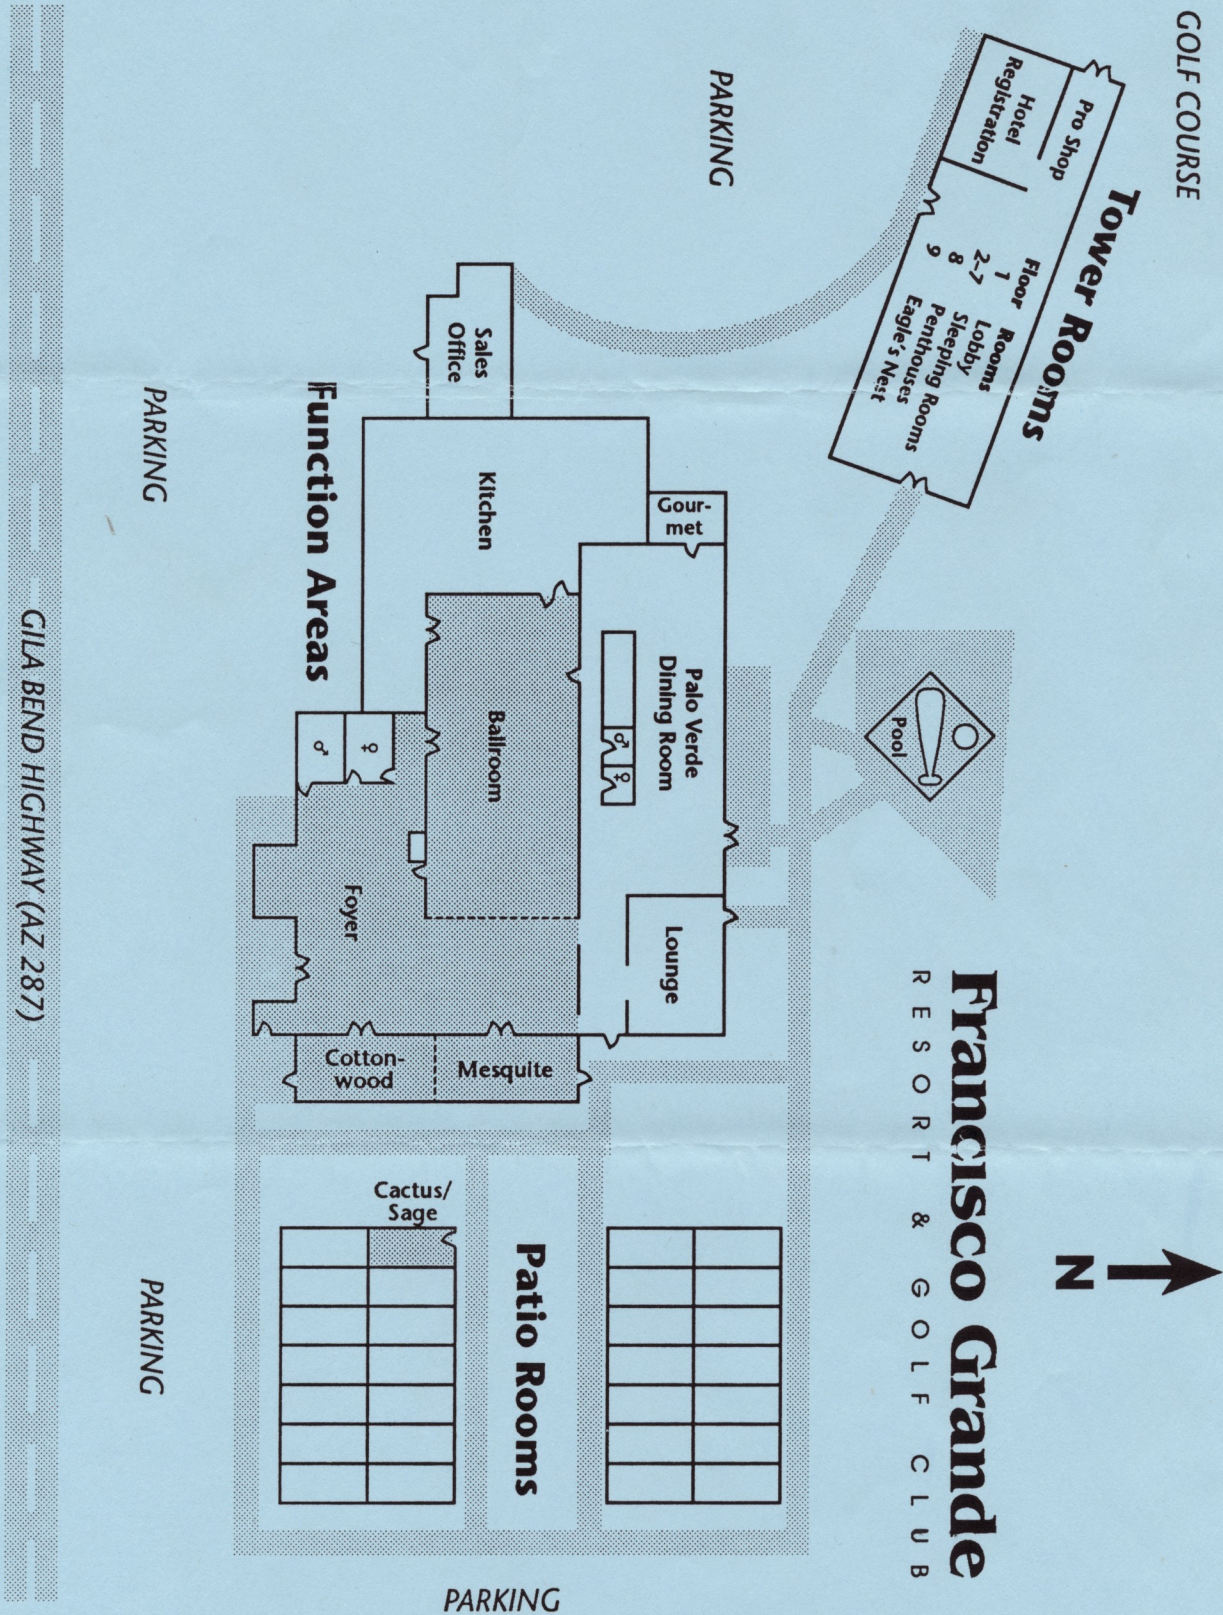 GOLF COURSE
Francisco Grande
RESORT & GOLF CLUB
N
Tower Rooms
Pro Shop
Hotel
Registration
Floor Rooms
1 Lobby
2–7 Sleeping Rooms
8 Penthouses
9 Eagle's Nest
PARKING
Pool
Gour-
met
Palo Verde
Dining Room
♂ ♀
Lounge
Sales
Office
Kitchen
Ballroom
Mesquite
Cotton-
wood
♀
♂
Foyer
Function Areas
Patio Rooms
Cactus/
Sage
PARKING
PARKING
PARKING
GILA BEND HIGHWAY (AZ 287)